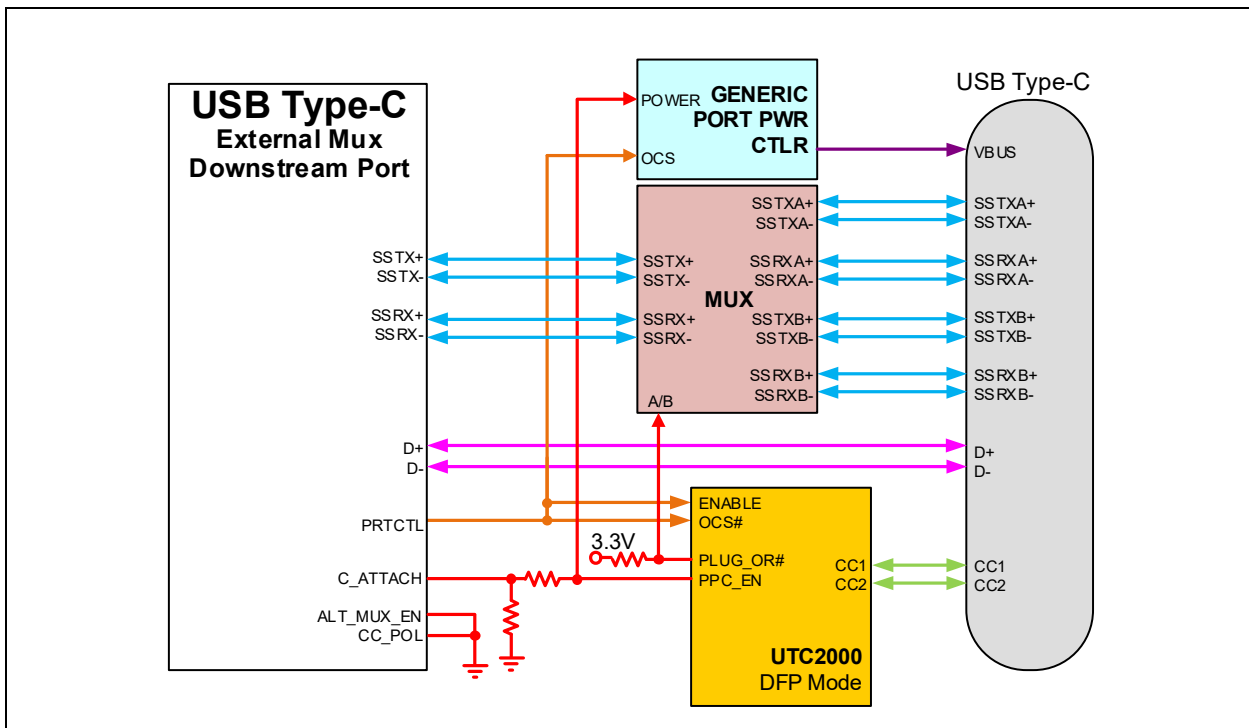 USB Type-C
External Mux
Downstream Port
SSTX+
SSTX-
SSRX+
SSRX-
D+
D-
PRTCTL
C_ATTACH
ALT_MUX_EN
CC_POL
POWER
GENERIC
PORT PWR
CTLR
OCS
SSTXA+
SSTXA-
SSTX+
SSTX-
SSRXA+
SSRXA-
MUX
SSRX+
SSRX-
SSTXB+
SSTXB-
SSRXB+
SSRXB-
A/B
3.3V
ENABLE
OCS#
PLUG_OR#
PPC_EN
CC1
CC2
UTC2000
DFP Mode
USB Type-C
VBUS
SSTXA+
SSTXA-
SSRXA+
SSRXA-
SSTXB+
SSTXB-
SSRXB+
SSRXB-
D+
D-
CC1
CC2